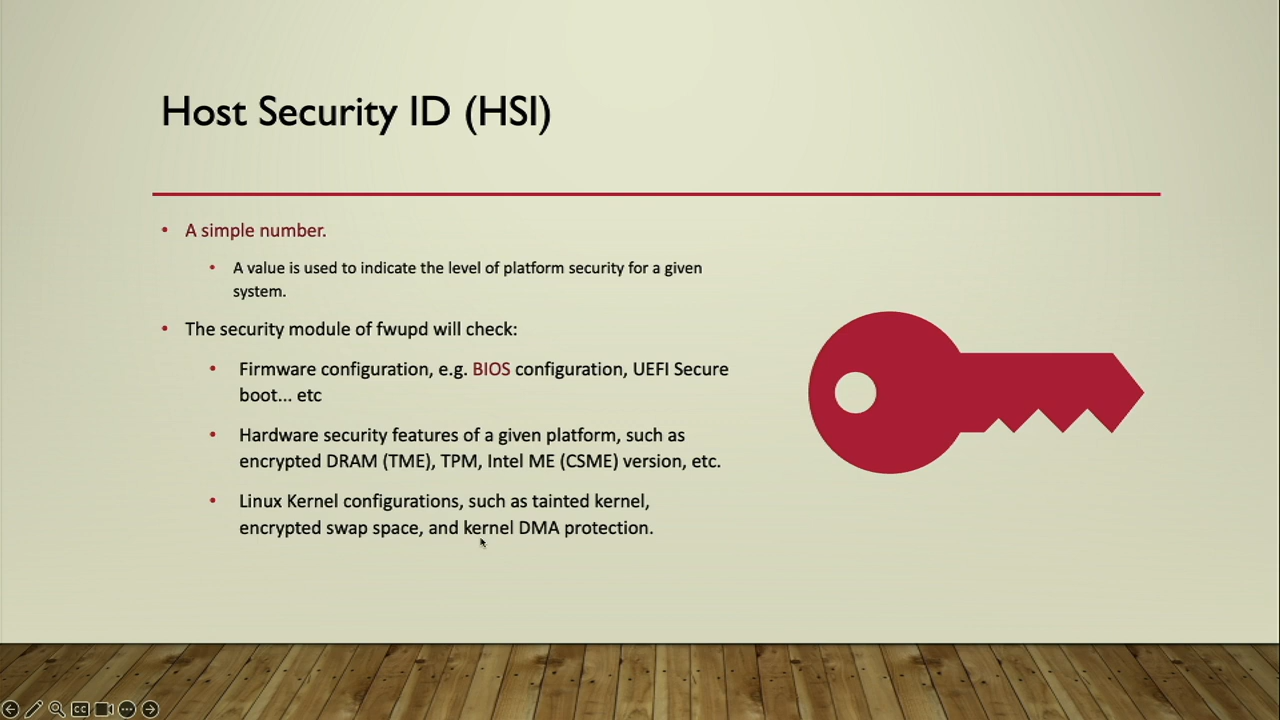 Host Security ID (HSI)
• A simple number.
• A value is used to indicate the level of platform security for a given
system.
• The security module of fwupd will check:
• Firmware configuration, e.g. BIOS configuration, UEFI Secure
boot... etc
• Hardware security features of a given platform, such as
encrypted DRAM (TME), TPM, Intel ME (CSME) version, etc.
• Linux Kernel configurations, such as tainted kernel,
encrypted swap space, and kernel DMA protection.
CC